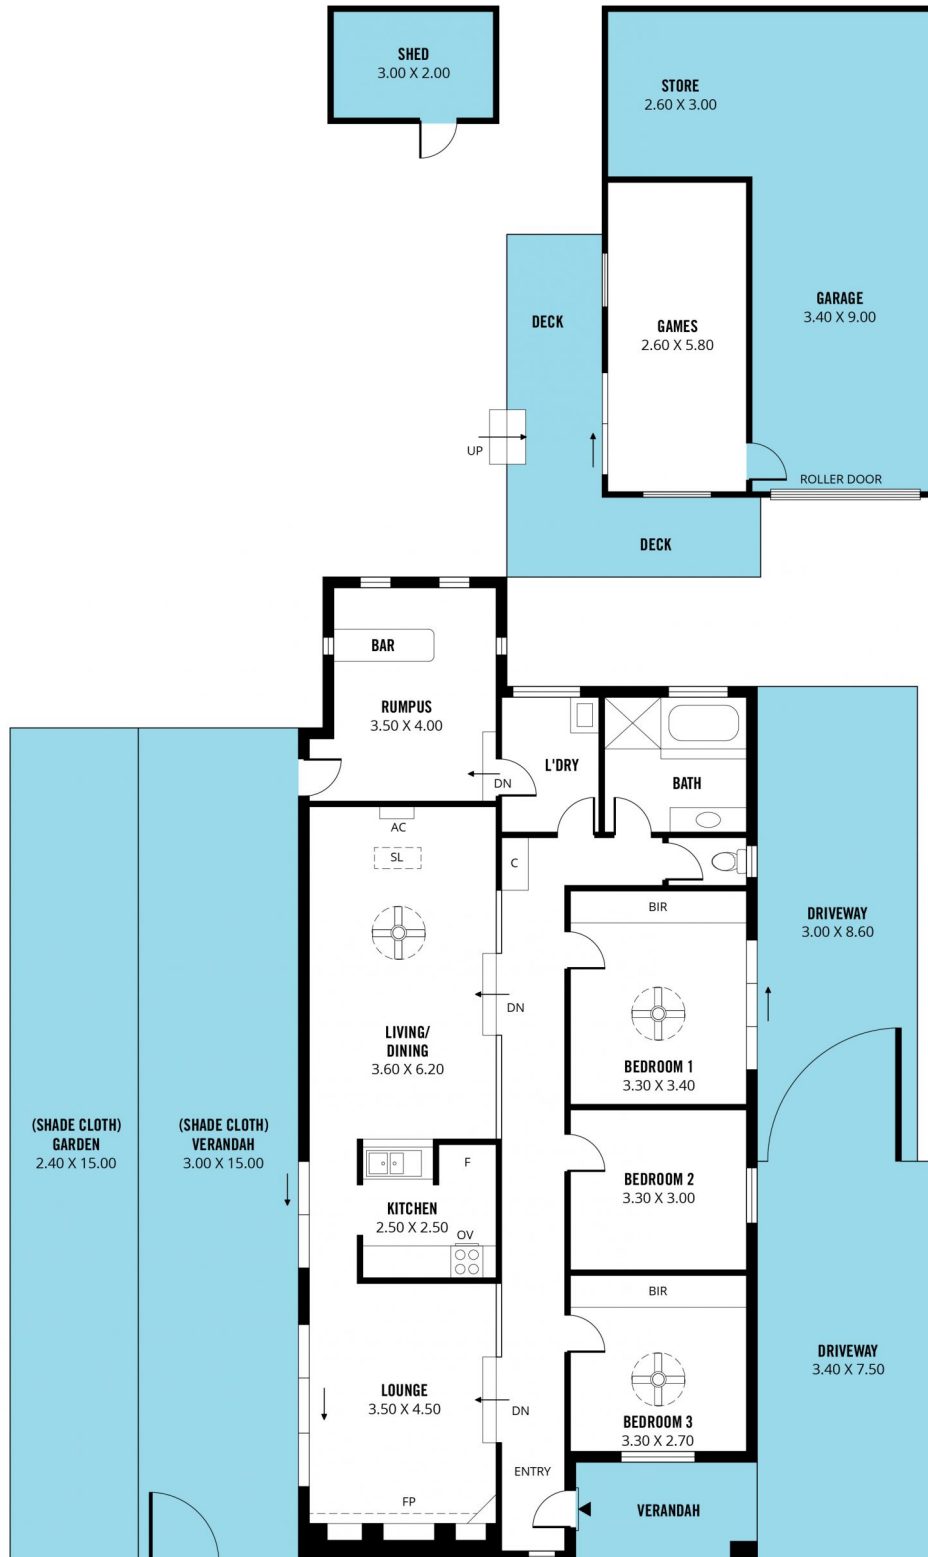 SHED
3.00 X 2.00
STORE
2.60 X 3.00
GARAGE
3.40 X 9.00
DECK
GAMES
2.60 X 5.80
UP
ROLLER DOOR
DECK
BAR
RUMPUS
3.50 X 4.00
L'DRY
DN
BATH
AC
SL
C
BIR
DRIVEWAY
3.00 X 8.60
DN
LIVING/
DINING
3.60 X 6.20
BEDROOM 1
3.30 X 3.40
(SHADE CLOTH)
GARDEN
2.40 X 15.00
(SHADE CLOTH)
VERANDAH
3.00 X 15.00
F
KITCHEN
2.50 X 2.50
OV
BEDROOM 2
3.30 X 3.00
BIR
DRIVEWAY
3.40 X 7.50
LOUNGE
3.50 X 4.50
DN
BEDROOM 3
3.30 X 2.70
ENTRY
FP
VERANDAH